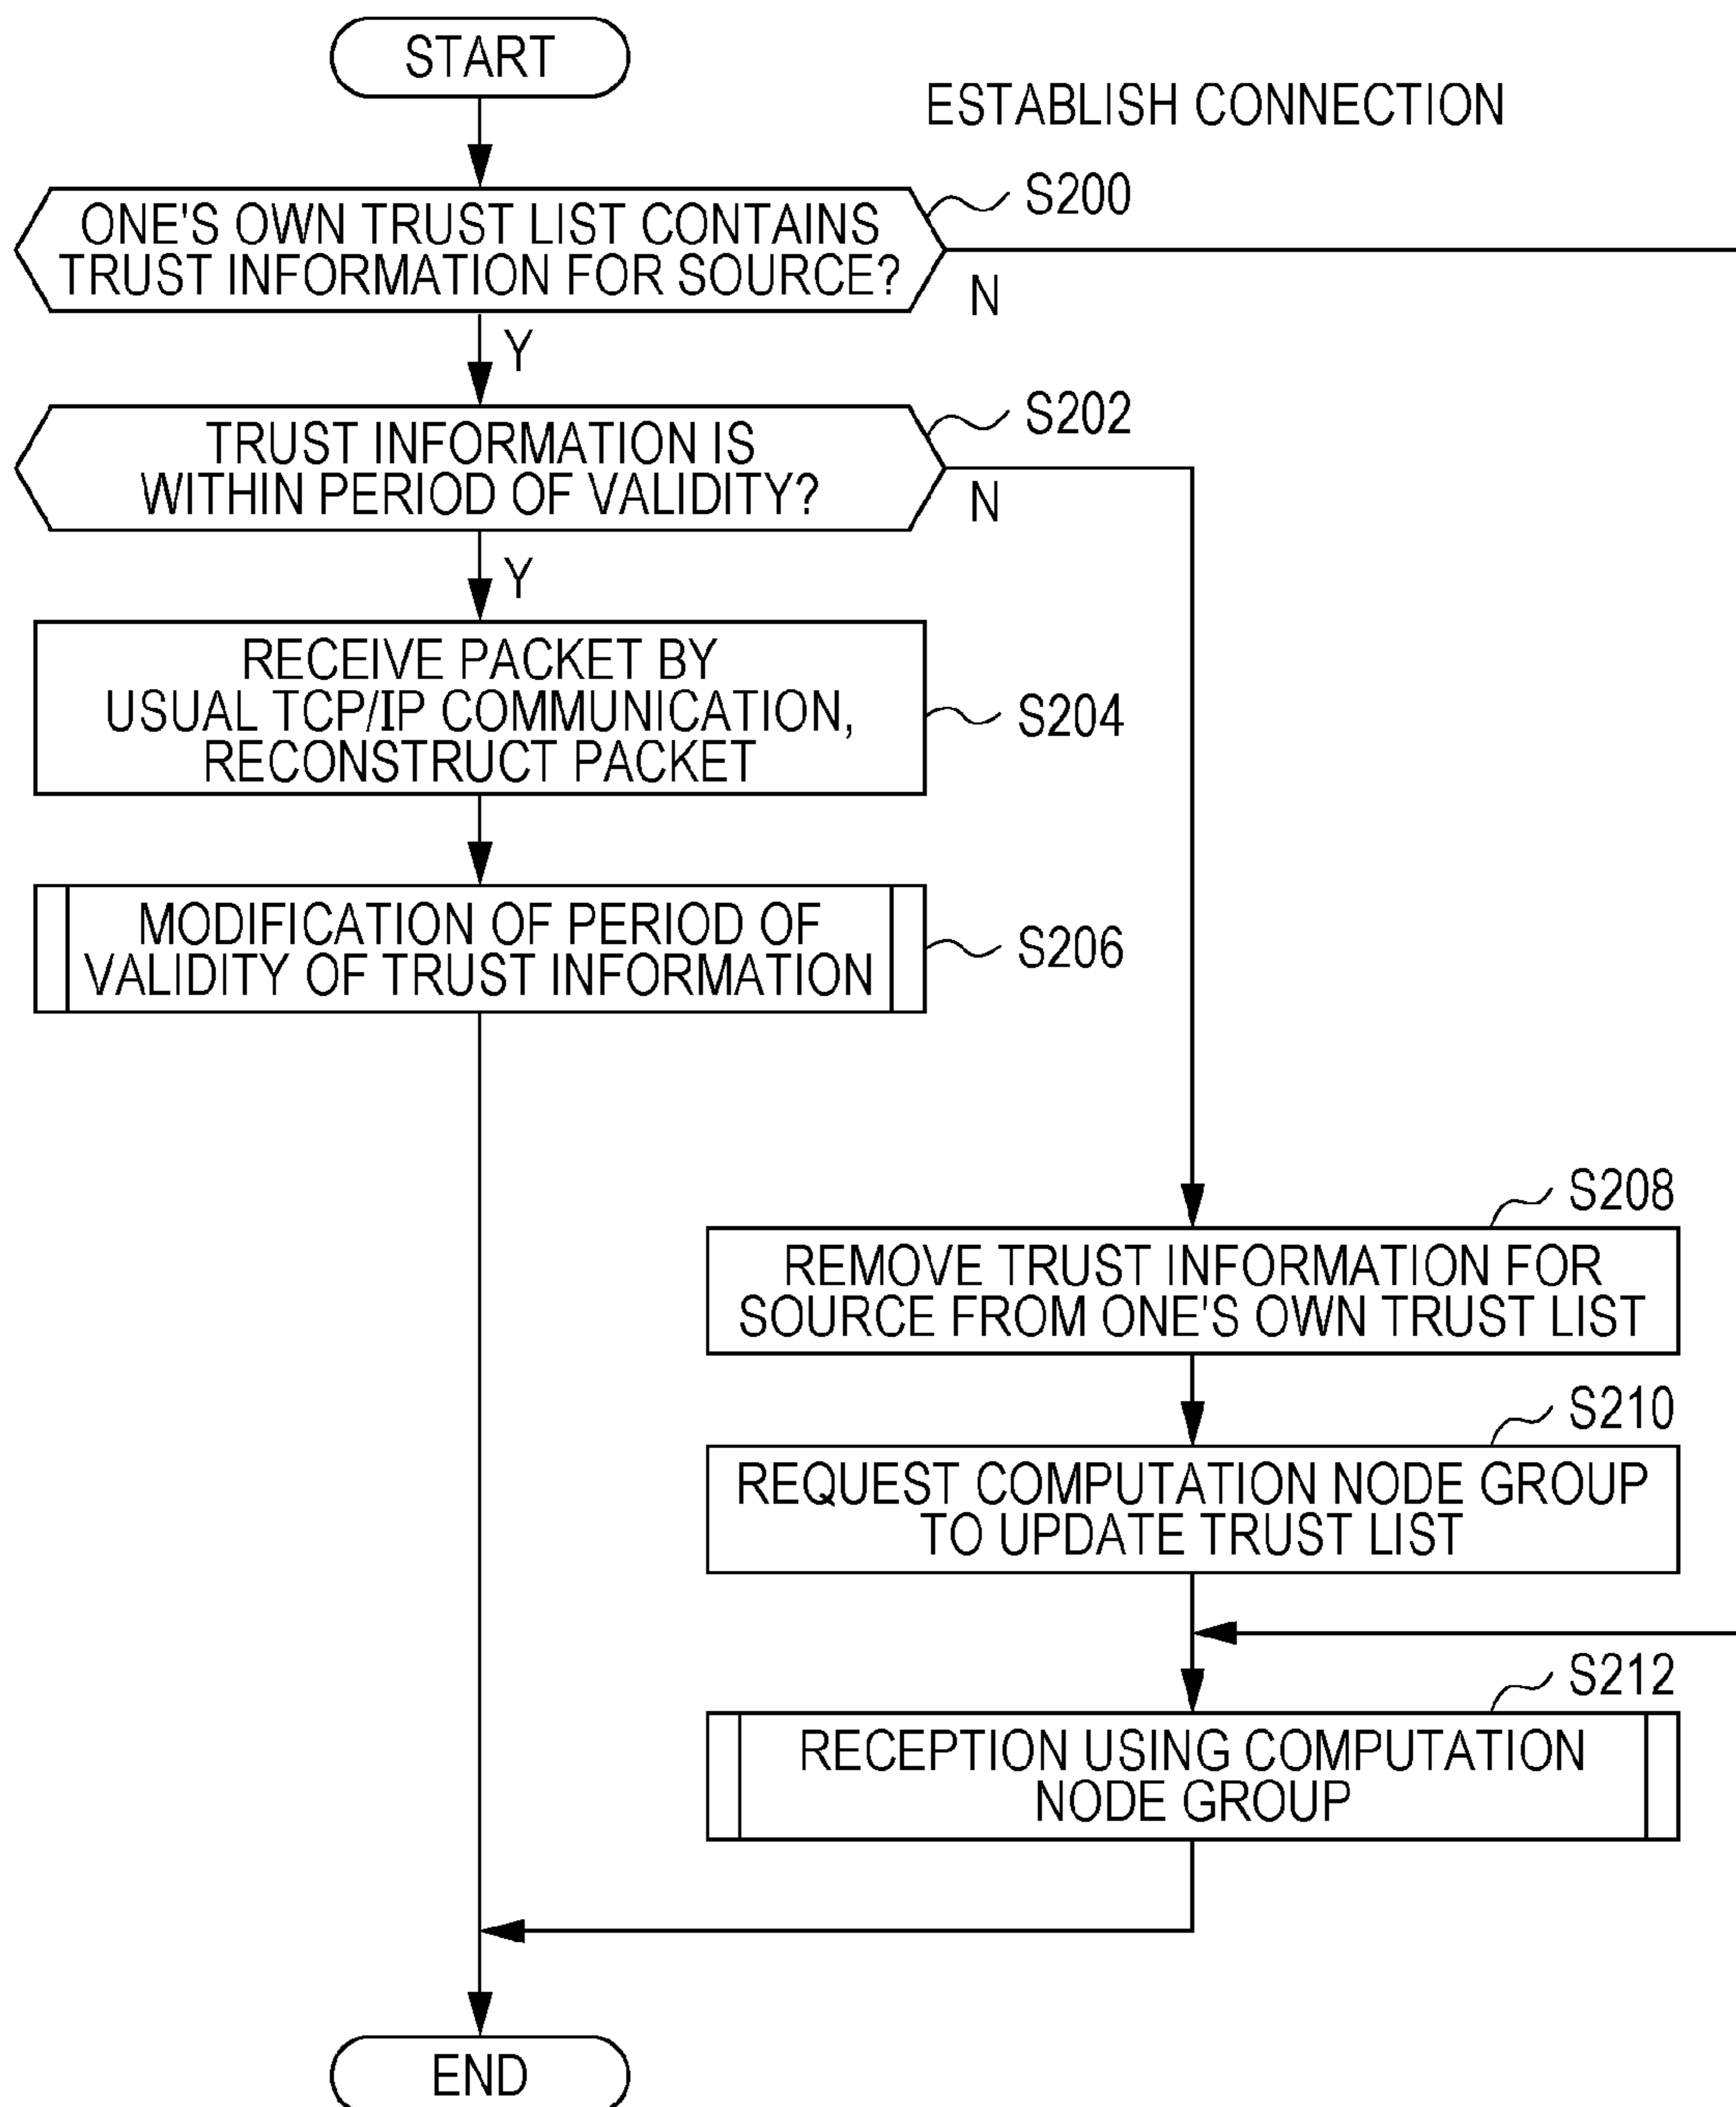 START
ESTABLISH CONNECTION
S200
ONE'S OWN TRUST LIST CONTAINS
TRUST INFORMATION FOR SOURCE?
N
Y
S202
TRUST INFORMATION IS
WITHIN PERIOD OF VALIDITY?
N
Y
RECEIVE PACKET BY
USUAL TCP/IP COMMUNICATION,
RECONSTRUCT PACKET
S204
MODIFICATION OF PERIOD OF
VALIDITY OF TRUST INFORMATION
S206
S208
REMOVE TRUST INFORMATION FOR
SOURCE FROM ONE'S OWN TRUST LIST
S210
REQUEST COMPUTATION NODE GROUP
TO UPDATE TRUST LIST
S212
RECEPTION USING COMPUTATION
NODE GROUP
END